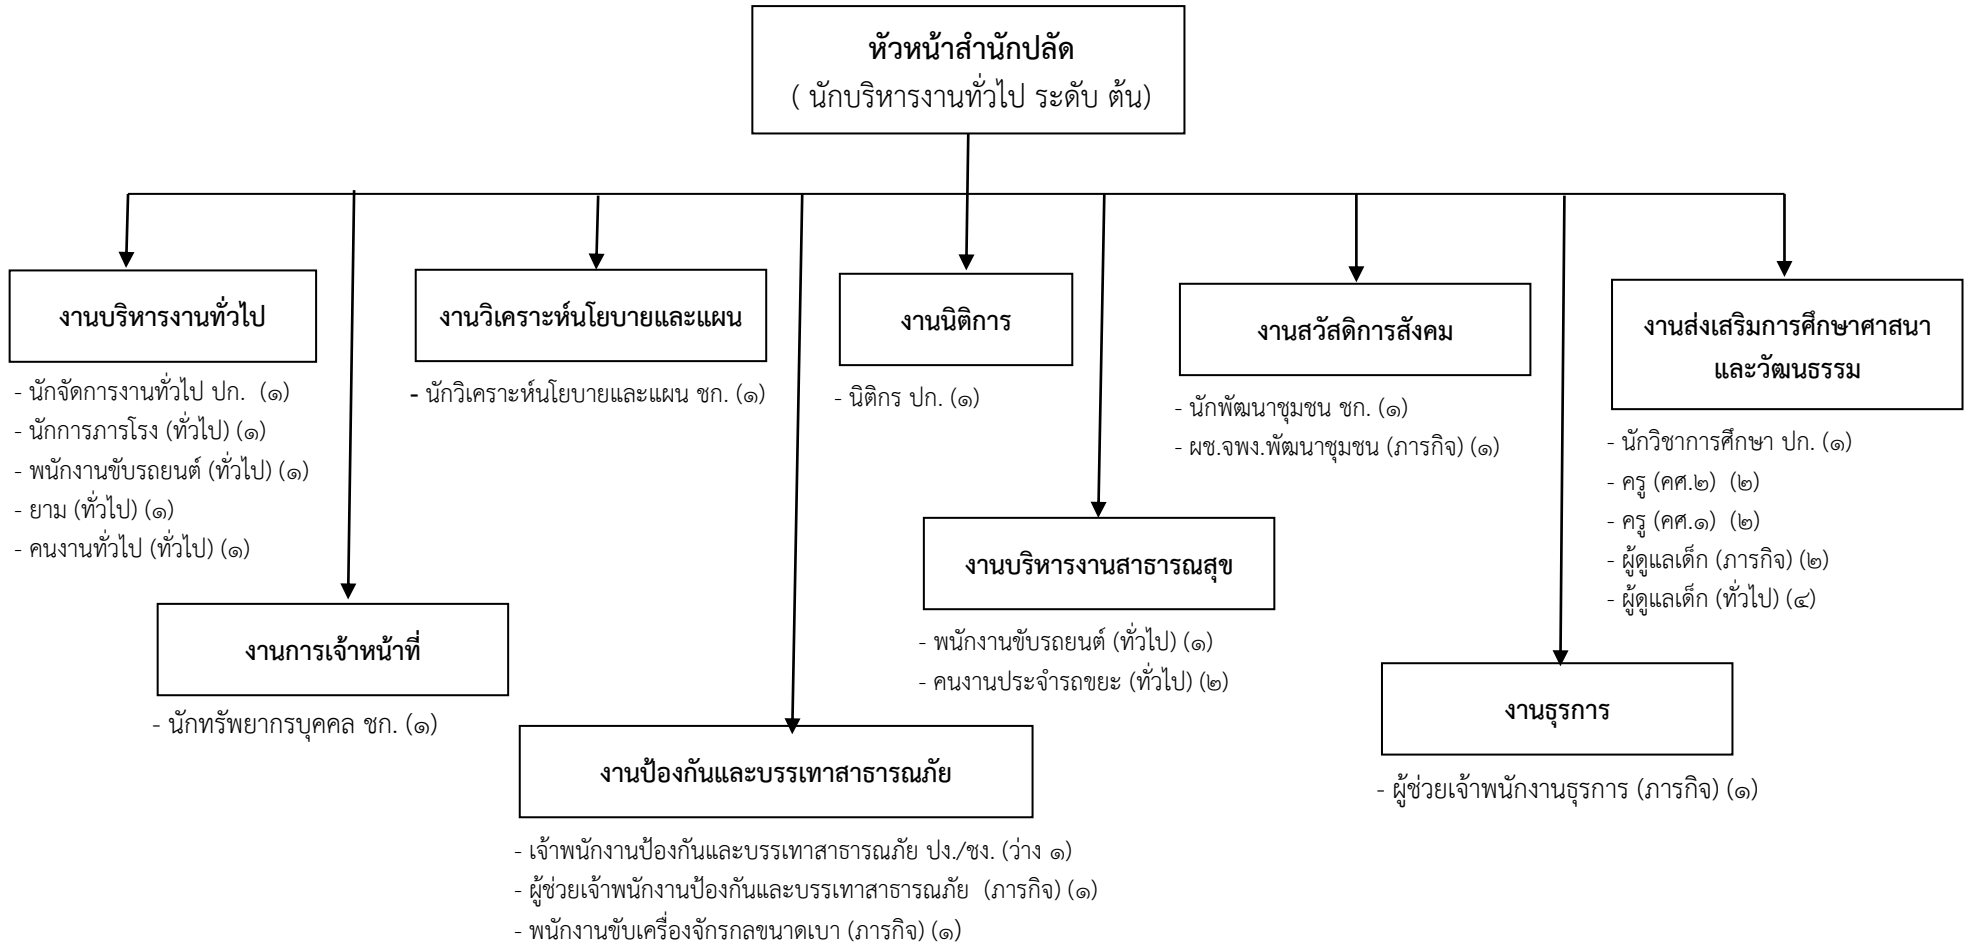 หัวหน้าสำนักปลัด
( นักบริหารงานทั่วไป ระดับ ต้น)
งานบริหารงานทั่วไป
- นักจัดการงานทั่วไป ปก. (๑)
- นักการภารโรง (ทั่วไป) (๑)
- พนักงานขับรถยนต์ (ทั่วไป) (๑)
- ยาม (ทั่วไป) (๑)
- คนงานทั่วไป (ทั่วไป) (๑)
งานการเจ้าหน้าที่
- นักทรัพยากรบุคคล ชก. (๑)
งานวิเคราะห์นโยบายและแผน
- นักวิเคราะห์นโยบายและแผน ชก. (๑)
งานป้องกันและบรรเทาสาธารณภัย
- เจ้าพนักงานป้องกันและบรรเทาสาธารณภัย ปง./ชง. (ว่าง ๑)
- ผู้ช่วยเจ้าพนักงานป้องกันและบรรเทาสาธารณภัย (ภารกิจ) (๑)
- พนักงานขับเครื่องจักรกลขนาดเบา (ภารกิจ) (๑)
งานนิติการ
- นิติกร ปก. (๑)
งานบริหารงานสาธารณสุข
- พนักงานขับรถยนต์ (ทั่วไป) (๑)
- คนงานประจำรถขยะ (ทั่วไป) (๒)
งานสวัสดิการสังคม
- นักพัฒนาชุมชน ชก. (๑)
- ผช.จพง.พัฒนาชุมชน (ภารกิจ) (๑)
งานธุรการ
- ผู้ช่วยเจ้าพนักงานธุรการ (ภารกิจ) (๑)
งานส่งเสริมการศึกษาศาสนา
และวัฒนธรรม
- นักวิชาการศึกษา ปก. (๑)
- ครู (คศ.๒) (๒)
- ครู (คศ.๑) (๒)
- ผู้ดูแลเด็ก (ภารกิจ) (๒)
- ผู้ดูแลเด็ก (ทั่วไป) (๔)